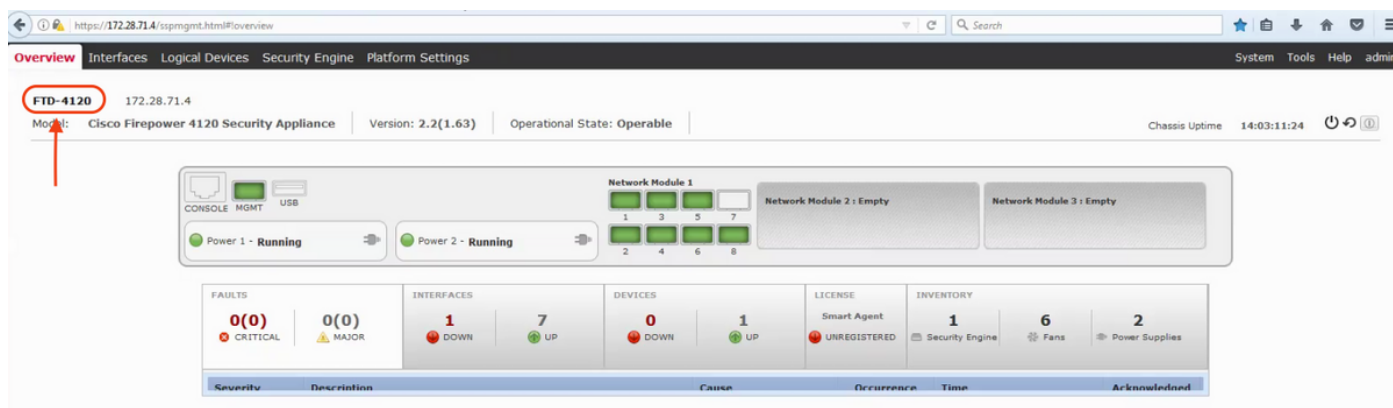 https://172.28.71.4/sspmgmt.html#!overview
Search
Overview Interfaces Logical Devices Security Engine Platform Settings
System Tools Help admin
FTD-4120 172.28.71.4
Model: Cisco Firepower 4120 Security Appliance Version: 2.2(1.63) Operational State: Operable
Chassis Uptime 14:03:11:24
CONSOLE MGMT USB
Power 1 - Running
Power 2 - Running
Network Module 1
1 3 5 7
2 4 6 8
Network Module 2 : Empty
Network Module 3 : Empty
FAULTS
0(0) 0(0)
CRITICAL MAJOR
INTERFACES
1 7
DOWN UP
DEVICES
0 1
DOWN UP
LICENSE
Smart Agent
UNREGISTERED
INVENTORY
1 6 2
Security Engine Fans Power Supplies
Severity Description Cause Occurrence Time Acknowledged